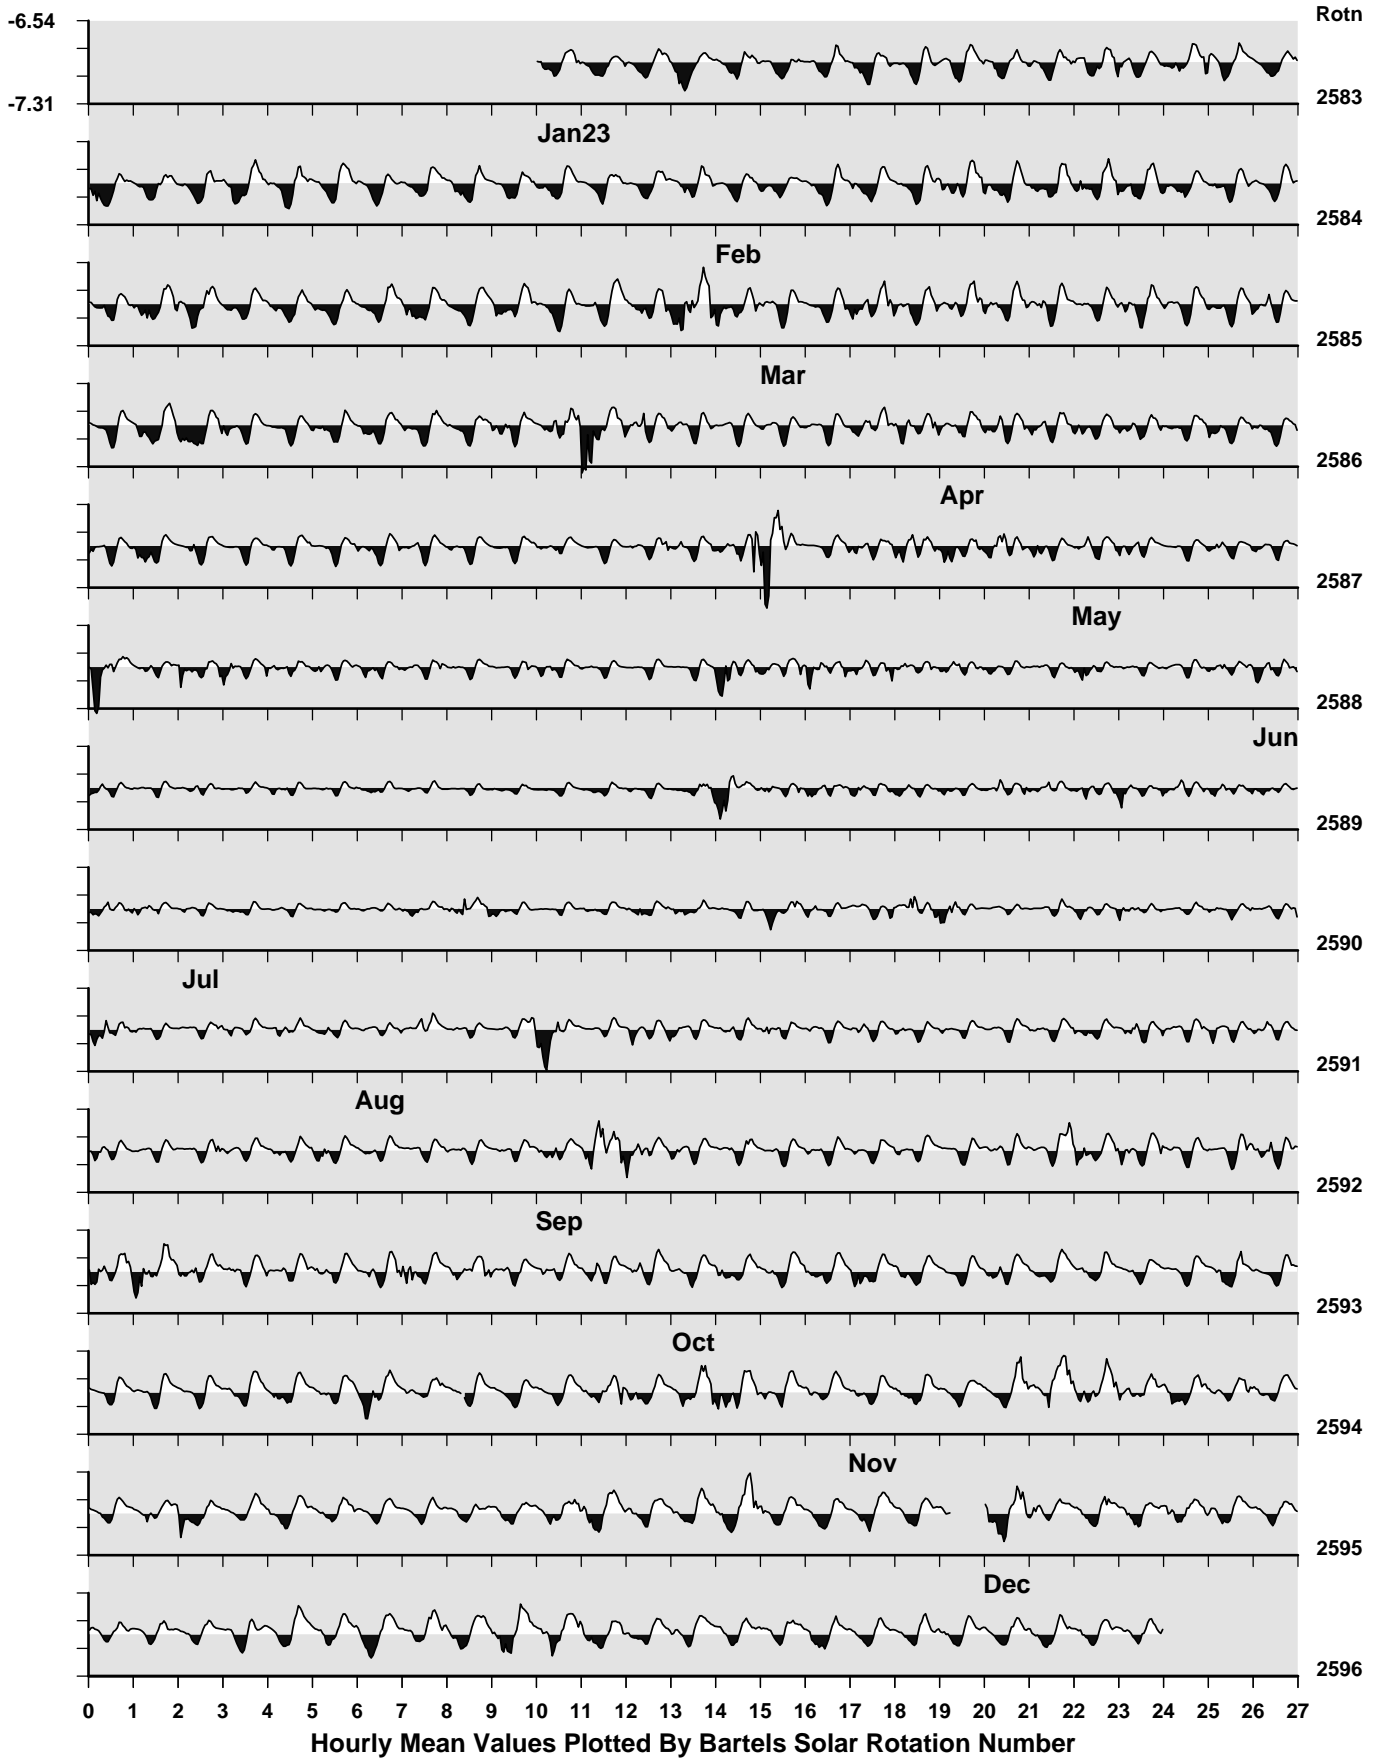 -6.54
Rotn
-7.31
2583
Jan23
2584
Feb
2585
Mar
2586
Apr
2587
May
2588
Jun
2589
2590
Jul
2591
Aug
2592
Sep
2593
Oct
2594
Nov
2595
Dec
2596
0 1 2 3 4 5 6 7 8 9 10 11 12 13 14 15 16 17 18 19 20 21 22 23 24 25 26 27
Hourly Mean Values Plotted By Bartels Solar Rotation Number